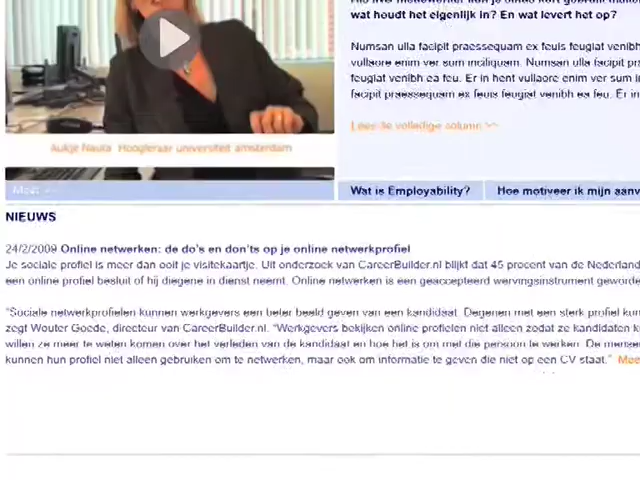 wat houdt het eigenlijk in? En wat levert het op?
Numsan ulla facipit praessequam ex feuis feugiat venibh
vullaore enim ver sum inciliquam. Numsan ulla facipit
feugiat venibh ea feu. Er in hent vullaore enim ver sum
facipit praessequam ex feuis feugiat venibh ea feu. Er in
Lees de volledige column >>
Aukje Nauta Hoogleraar universiteit amsterdam
Meer >>
Wat is Employability?
Hoe motiveer ik mijn
NIEUWS
24/2/2009 Online netwerken: de do's en don'ts op je online netwerkprofiel
Je sociale profiel is meer dan ooit je visitekaartje. Uit onderzoek van CareerBuilder.nl blijkt dat 45 procent van de
een online profiel besluit of hij diegene in dienst neemt. Online netwerken is een geaccepteerd wervingsinstrument
"Sociale netwerkprofielen kunnen werkgevers een beter beeld geven van een kandidaat. Degenen met een sterk profiel
zegt Wouter Goede, directeur van CareerBuilder.nl. "Werkgevers bekijken online profielen niet alleen zodat ze kandidaten
willen ze meer te weten komen over het verleden van de kandidaat en hoe het is om met die persoon te werken. De
kunnen hun profiel niet alleen gebruiken om te netwerken, maar ook om informatie te geven die niet op een CV staat."